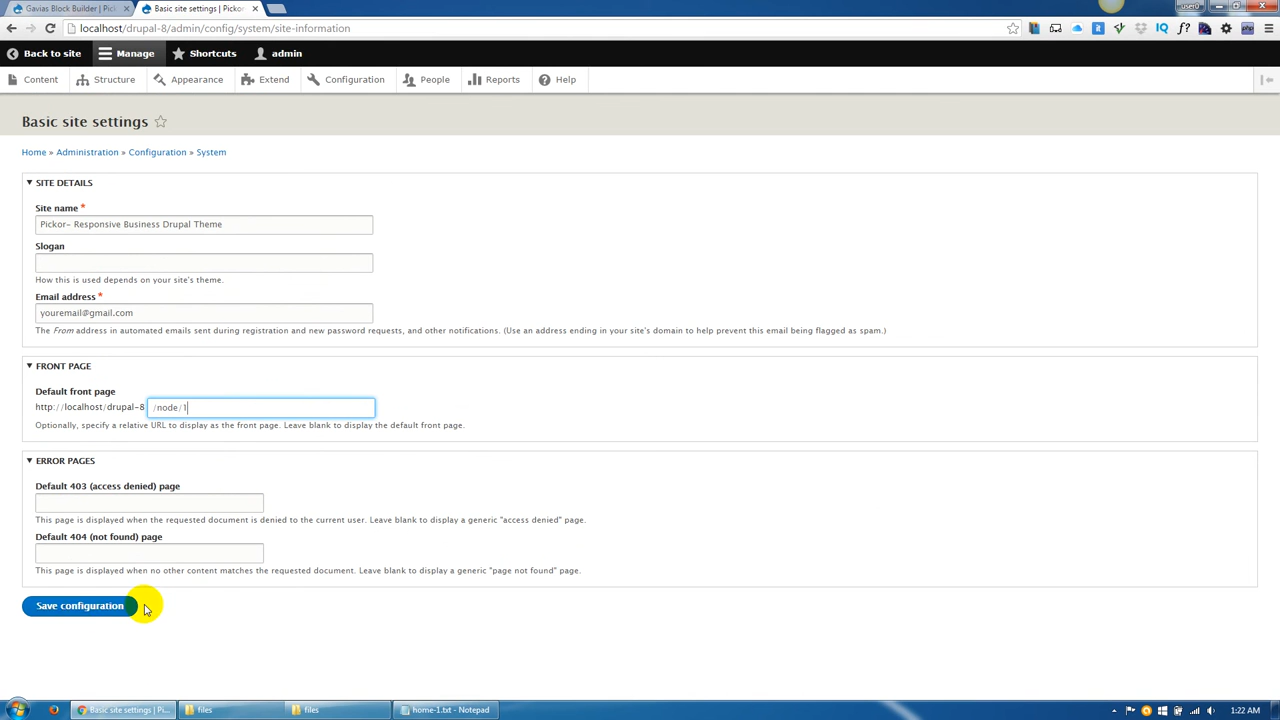 Gavias Block Builder | Pick
Basic site settings | Pickor
user0
localhost/drupal-8/admin/config/system/site-information
Back to site
Manage
Shortcuts
admin
Content
Structure
Appearance
Extend
Configuration
People
Reports
Help
Basic site settings
Home » Administration » Configuration » System
SITE DETAILS
Site name *
Pickor- Responsive Business Drupal Theme
Slogan
How this is used depends on your site's theme.
Email address *
youremail@gmail.com
The From address in automated emails sent during registration and new password requests, and other notifications. (Use an address ending in your site's domain to help prevent this email being flagged as spam.)
FRONT PAGE
Default front page
http://localhost/drupal-8 /node/1
Optionally, specify a relative URL to display as the front page. Leave blank to display the default front page.
ERROR PAGES
Default 403 (access denied) page
This page is displayed when the requested document is denied to the current user. Leave blank to display a generic "access denied" page.
Default 404 (not found) page
This page is displayed when no other content matches the requested document. Leave blank to display a generic "page not found" page.
Save configuration
Basic site settings | Pi...
files
files
home-1.txt - Notepad
1:22 AM